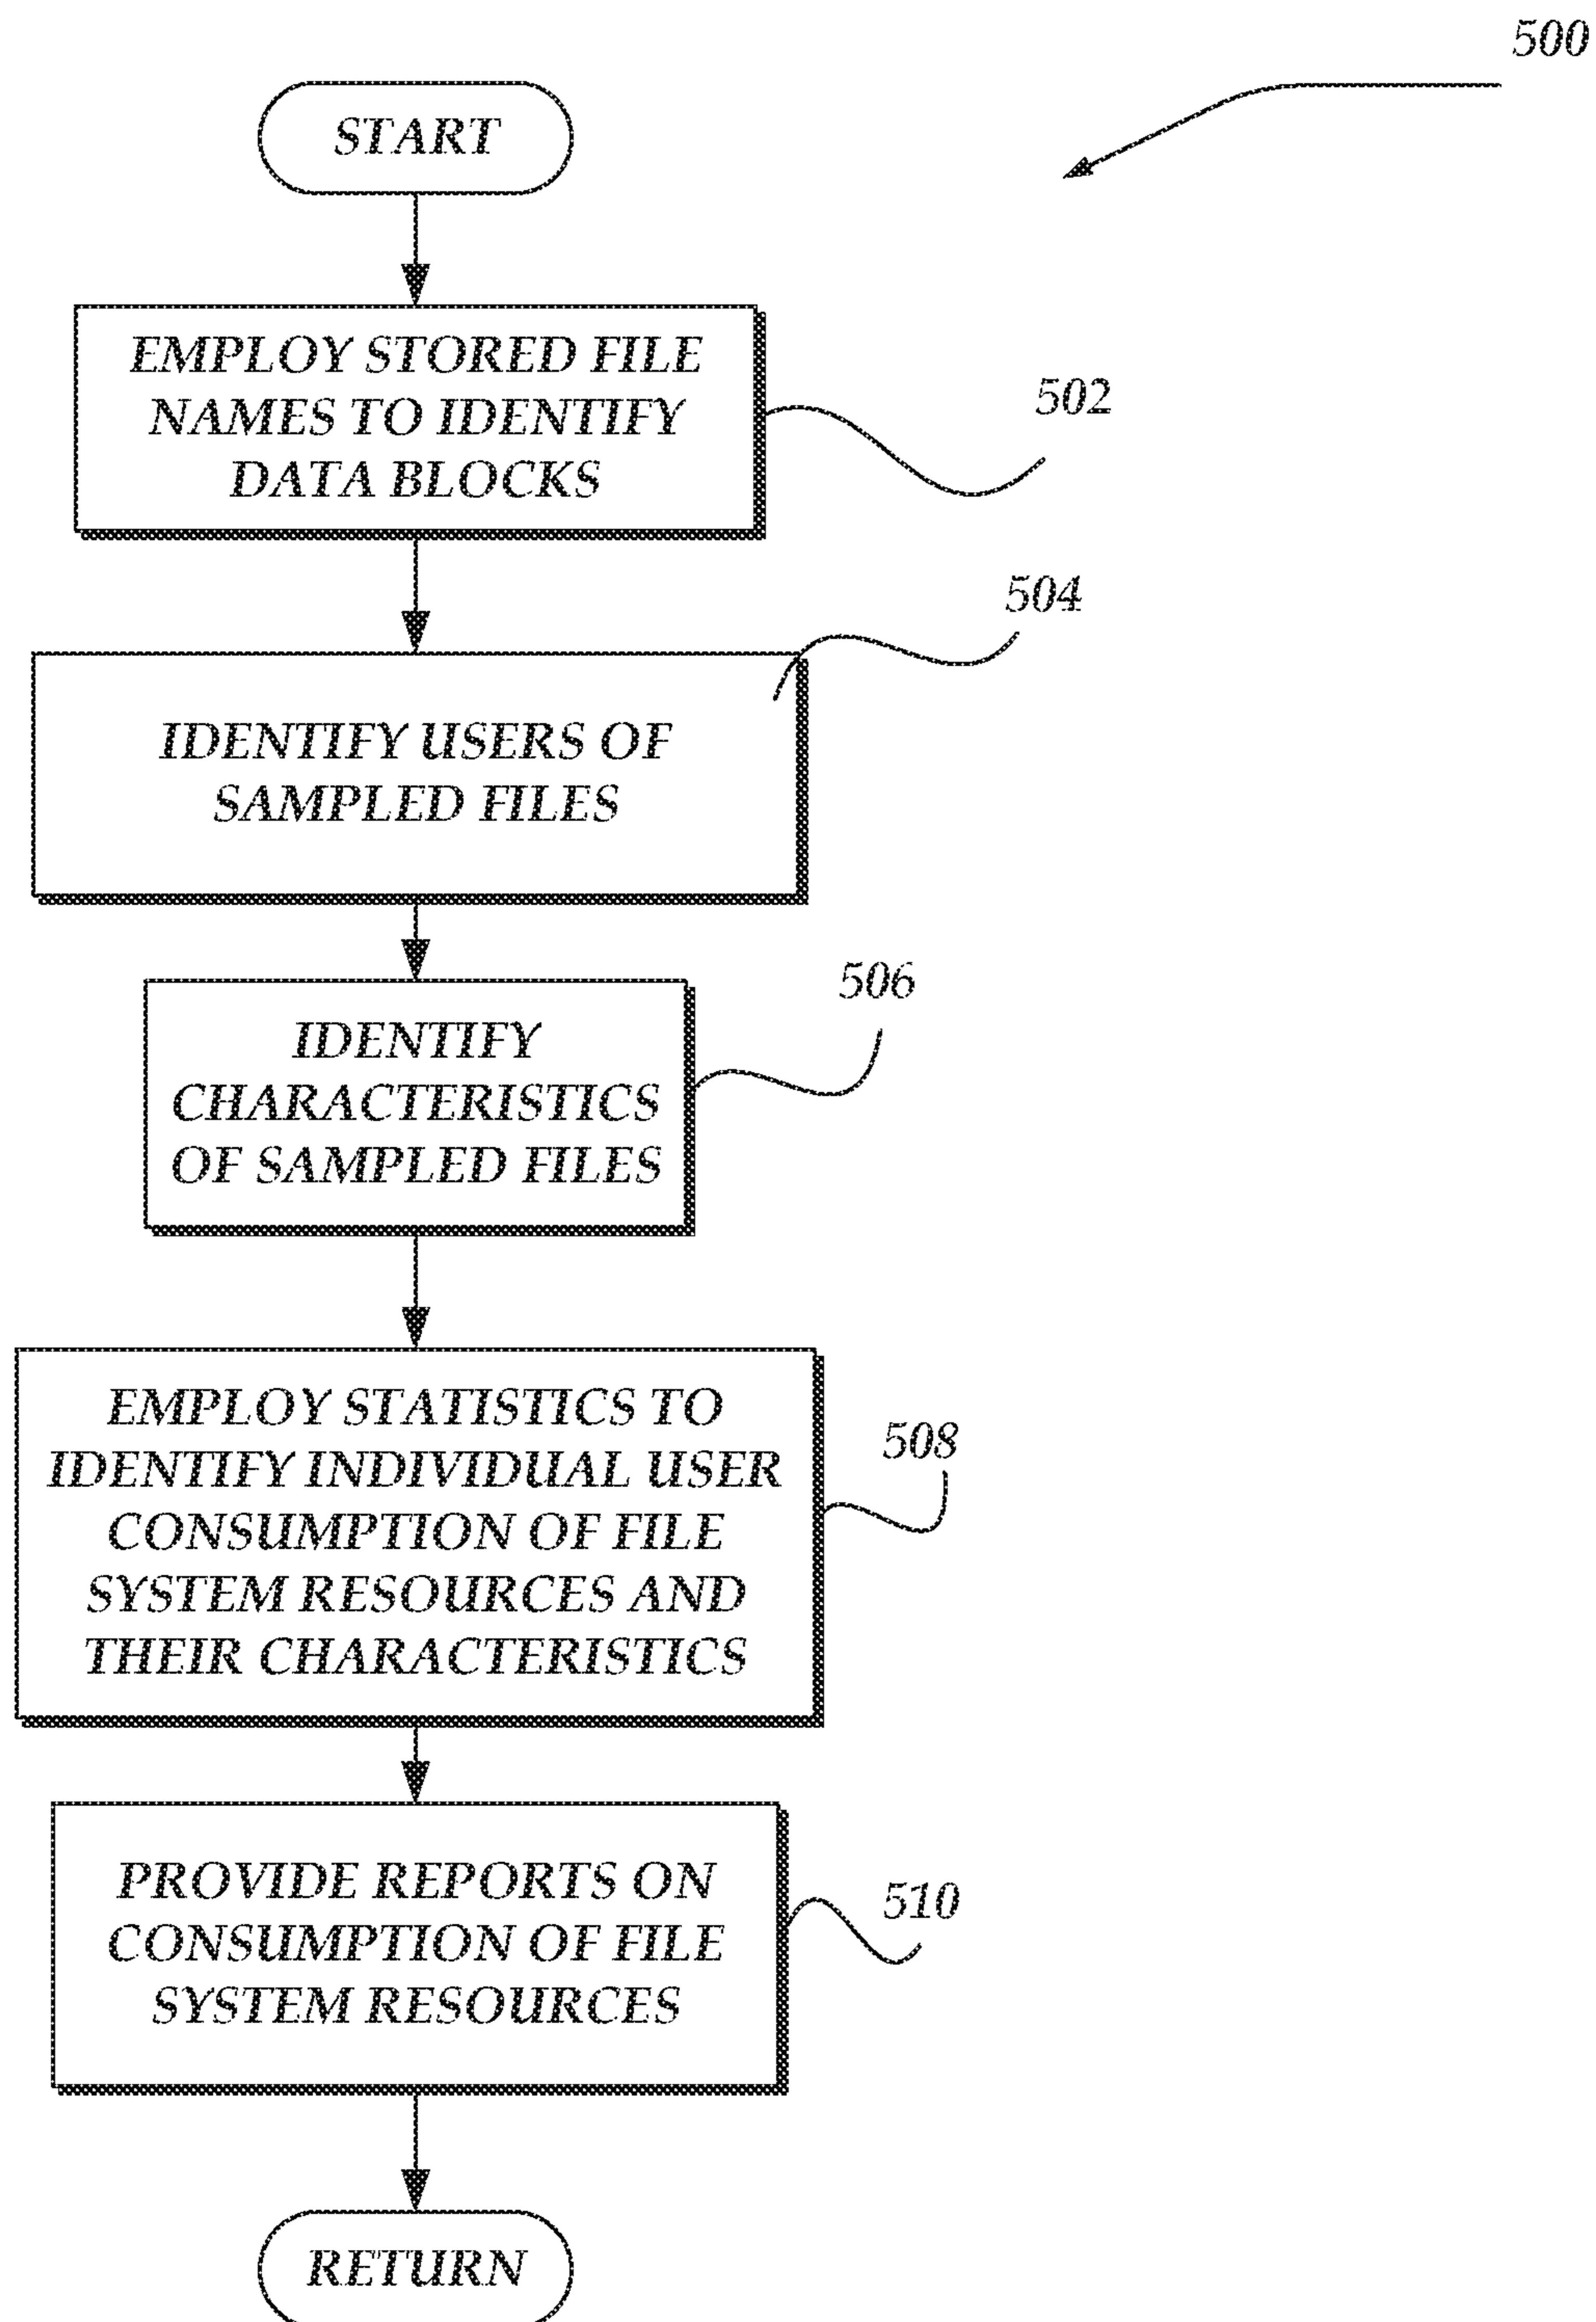 500
START
EMPLOY STORED FILE
NAMES TO IDENTIFY
DATA BLOCKS
502
504
IDENTIFY USERS OF
SAMPLED FILES
506
IDENTIFY
CHARACTERISTICS
OF SAMPLED FILES
EMPLOY STATISTICS TO
IDENTIFY INDIVIDUAL USER
CONSUMPTION OF FILE
SYSTEM RESOURCES AND
THEIR CHARACTERISTICS
508
PROVIDE REPORTS ON
CONSUMPTION OF FILE
SYSTEM RESOURCES
510
RETURN